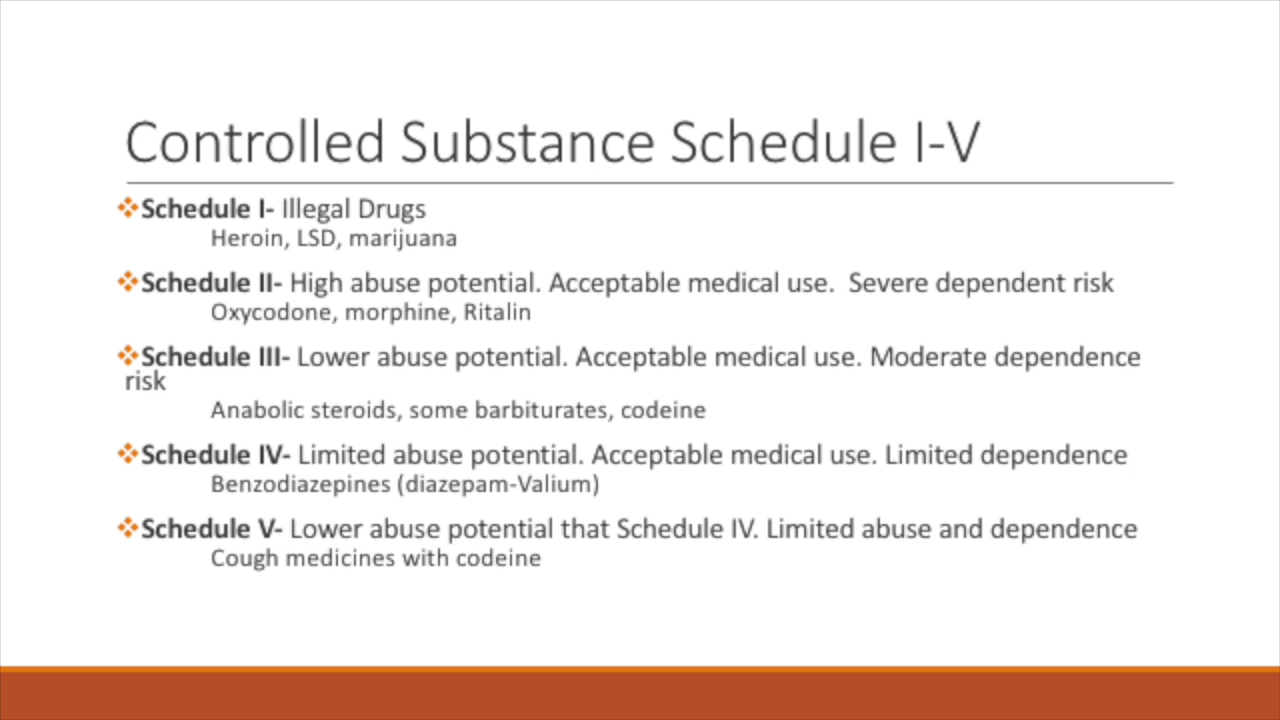 Controlled Substance Schedule I-V
Schedule I- Illegal Drugs
Heroin, LSD, marijuana
Schedule II- High abuse potential. Acceptable medical use.  Severe dependent risk
Oxycodone, morphine, Ritalin
Schedule III- Lower abuse potential. Acceptable medical use. Moderate dependence
risk
Anabolic steroids, some barbiturates, codeine
Schedule IV- Limited abuse potential. Acceptable medical use. Limited dependence
Benzodiazepines (diazepam-Valium)
Schedule V- Lower abuse potential that Schedule IV. Limited abuse and dependence
Cough medicines with codeine